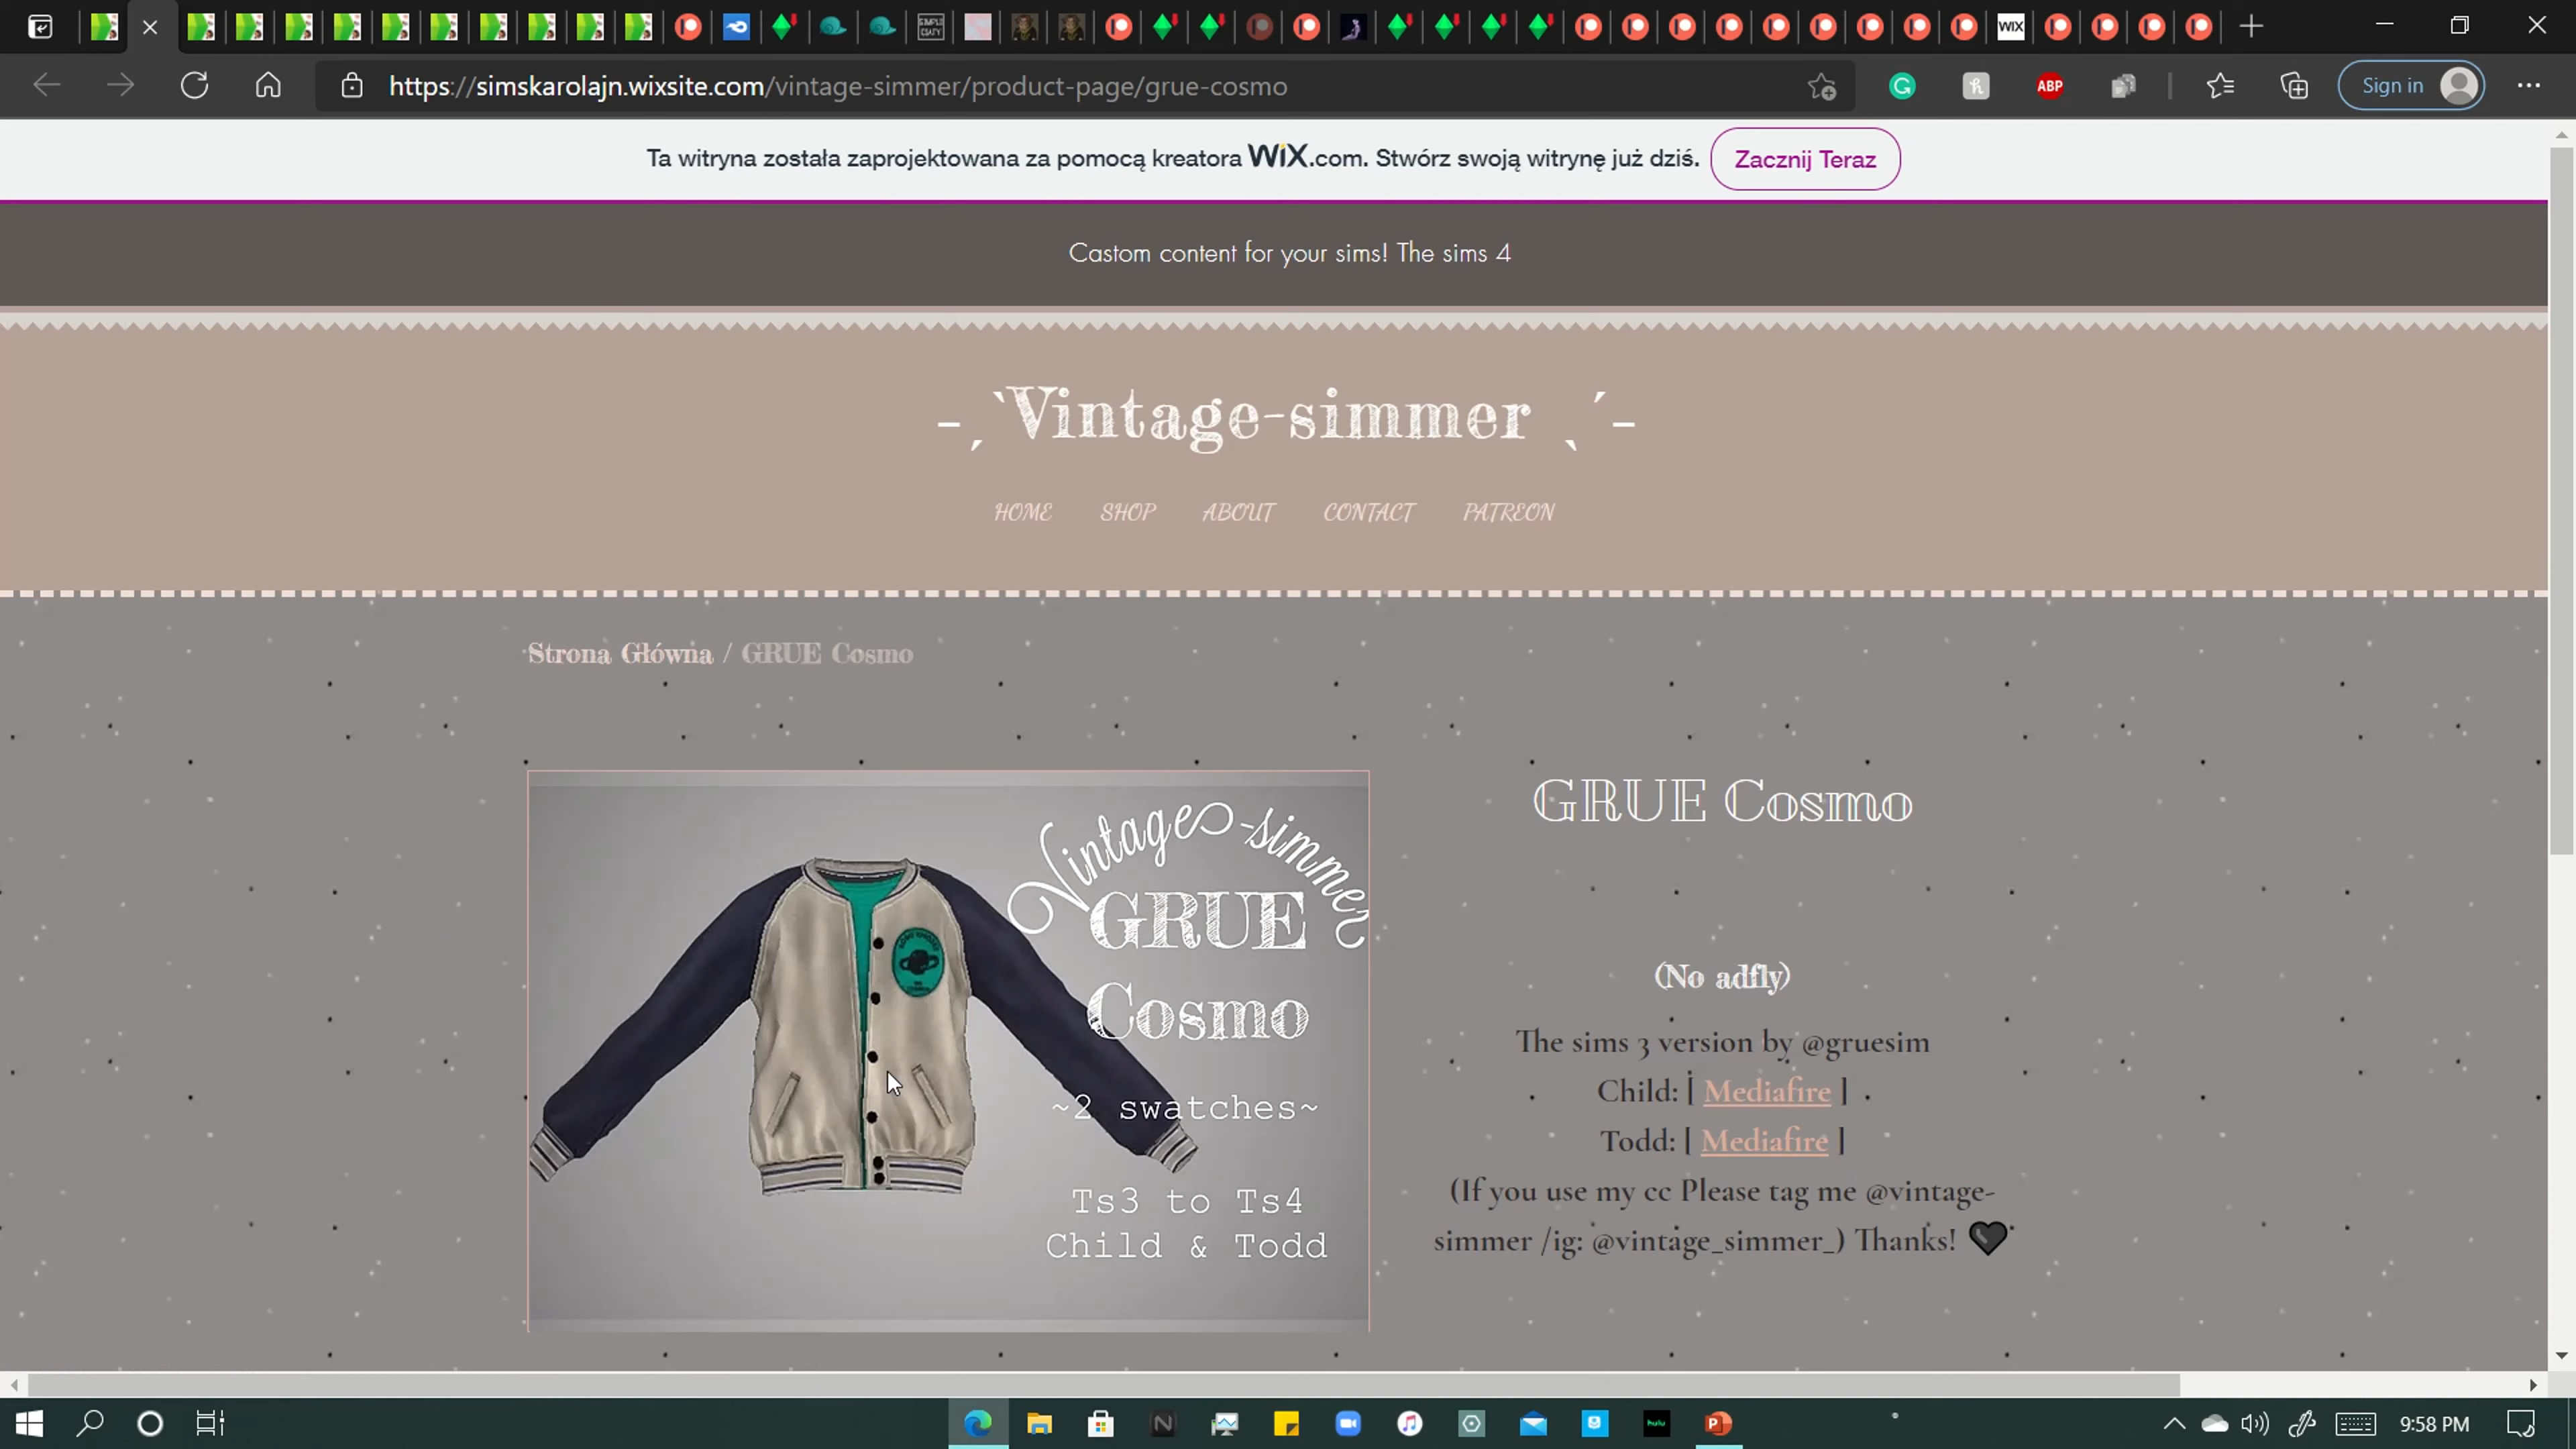 https://simskarolajn.wixsite.com/vintage-simmer/product-page/grue-cosmo
ABP
Sign in
WIX
Ta witryna została zaprojektowana za pomocą kreatora WiX.com. Stwórz swoją witrynę już dziś.
Zacznij Teraz
Castom content for your sims! The sims 4
-ˏˋVintage-simmer ˎˊ-
HOME SHOP ABOUT CONTACT PATREON
Strona Główna / GRUE Cosmo
Vintage-simmer
GRUE
Cosmo
~2 swatches~
Ts3 to Ts4
Child & Todd
GRUE Cosmo
(No adfly)
The sims 3 version by @gruesim
Child: [ Mediafire ]
Todd: [ Mediafire ]
(If you use my cc Please tag me @vintage-
simmer /ig: @vintage_simmer_) Thanks! 🖤
hulu
9:58 PM